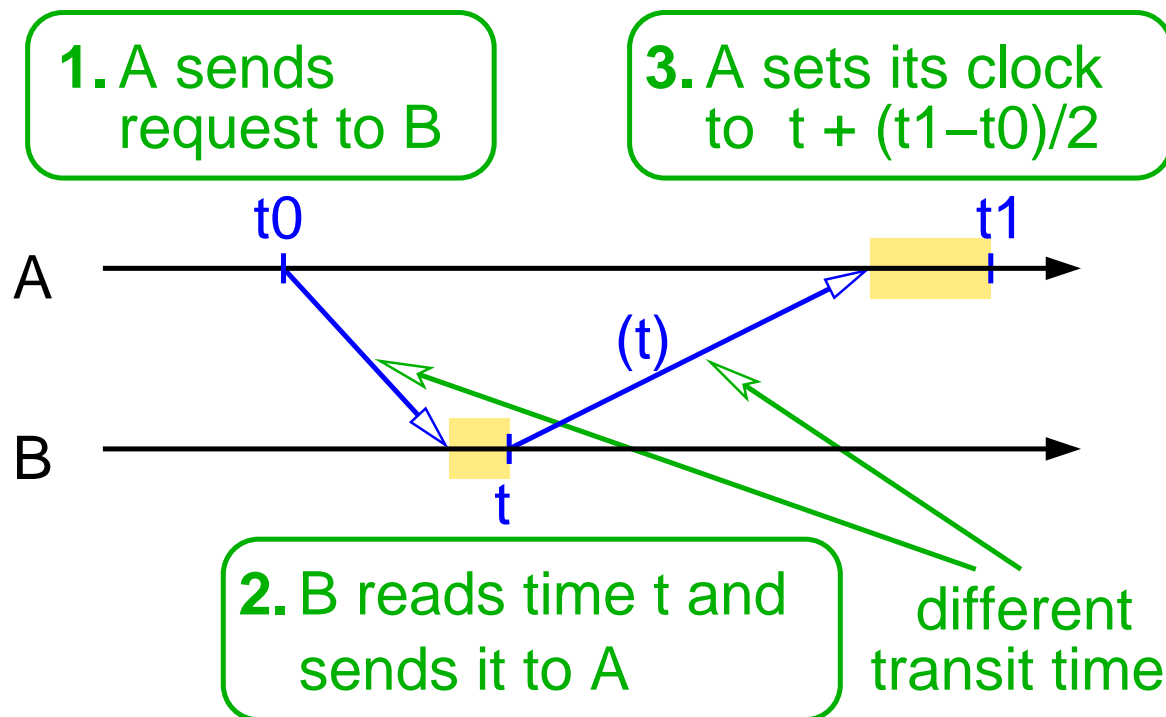 1. A sends
request to B
3. A sets its clock
to t + (t1–t0)/2
t0
t1
A
(t)
B
t
2. B reads time t and
sends it to A
different
transit time